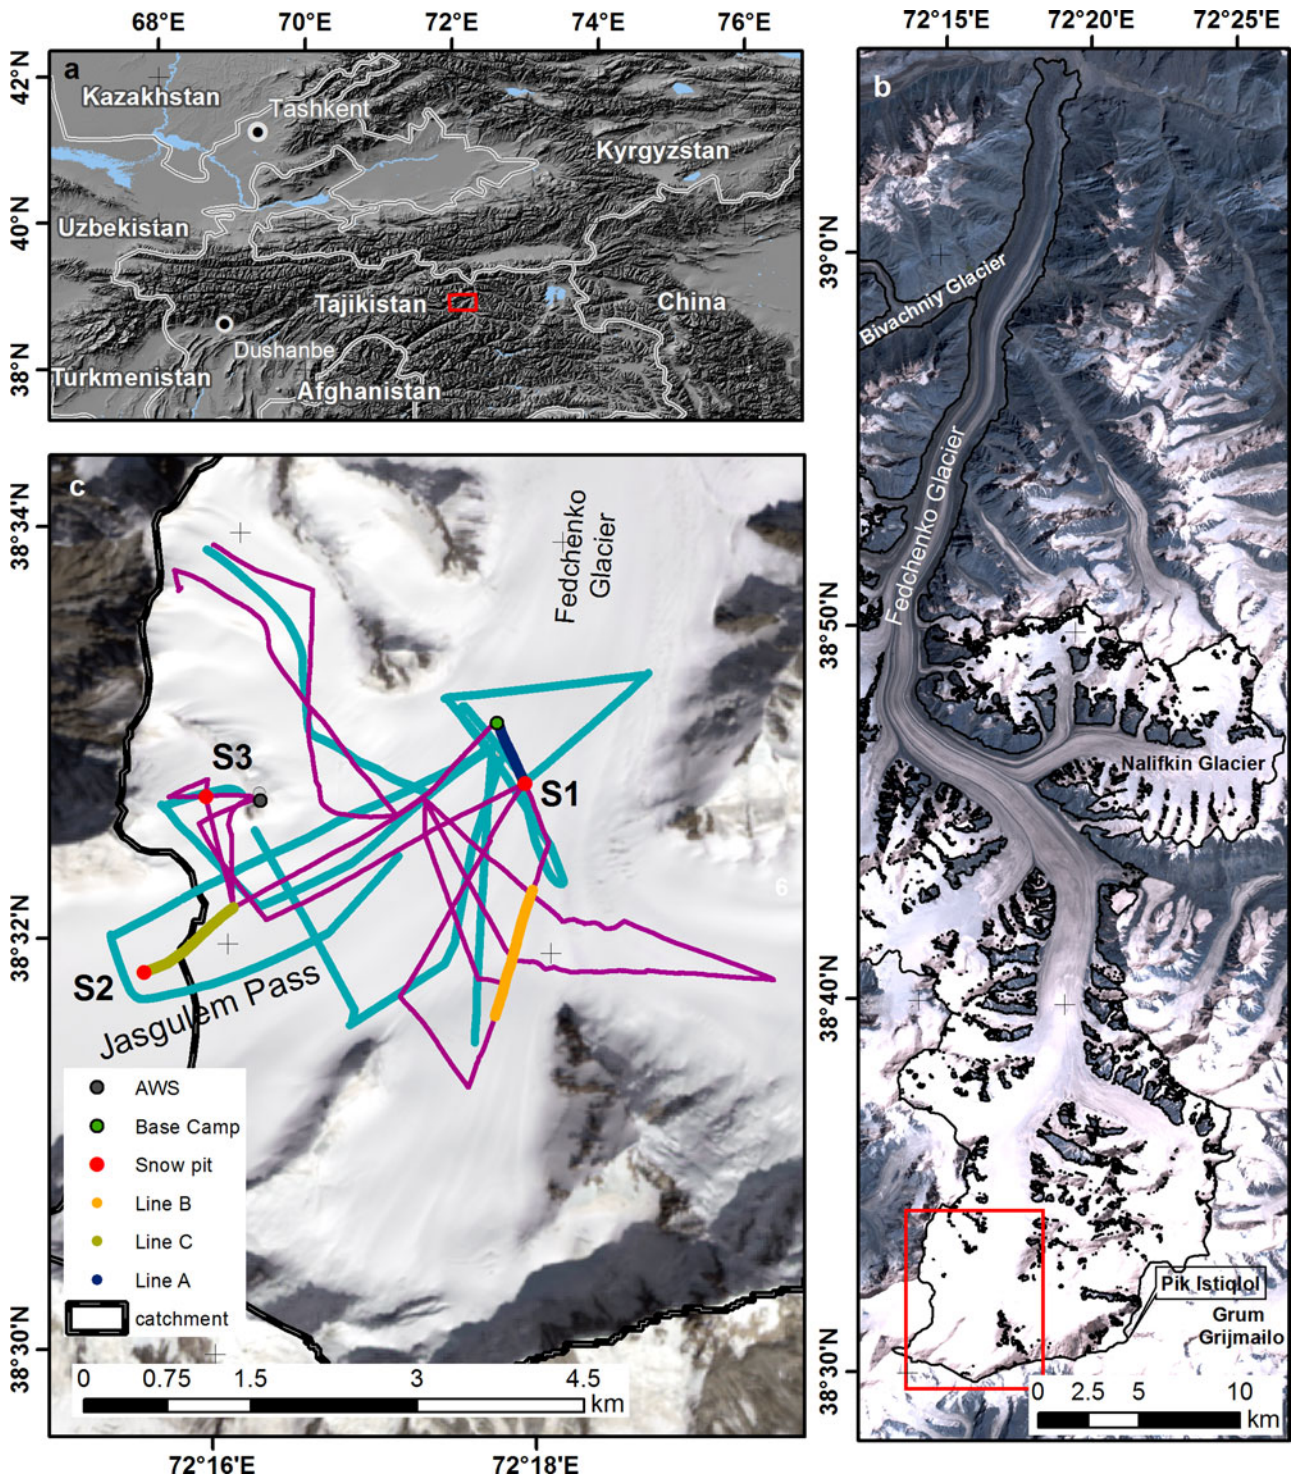 68°E
70°E
72°E
74°E
76°E
42°N
40°N
38°N
a
Kazakhstan
Tashkent
Kyrgyzstan
Uzbekistan
Tajikistan
China
Dushanbe
Turkmenistan
Afghanistan
72°15'E
72°20'E
72°25'E
39°0'N
38°50'N
38°40'N
38°30'N
b
Bivachniy Glacier
Fedchenko Glacier
Nalifkin Glacier
Pik Istiqlol
Grum
Grijmailo
0
2.5
5
10
km
38°34'N
38°32'N
38°30'N
c
Fedchenko
Glacier
S3
S1
6
S2
Jasgulem Pass
AWS
Base Camp
Snow pit
Line B
Line C
Line A
catchment
0
0.75
1.5
3
4.5
km
72°16'E
72°18'E